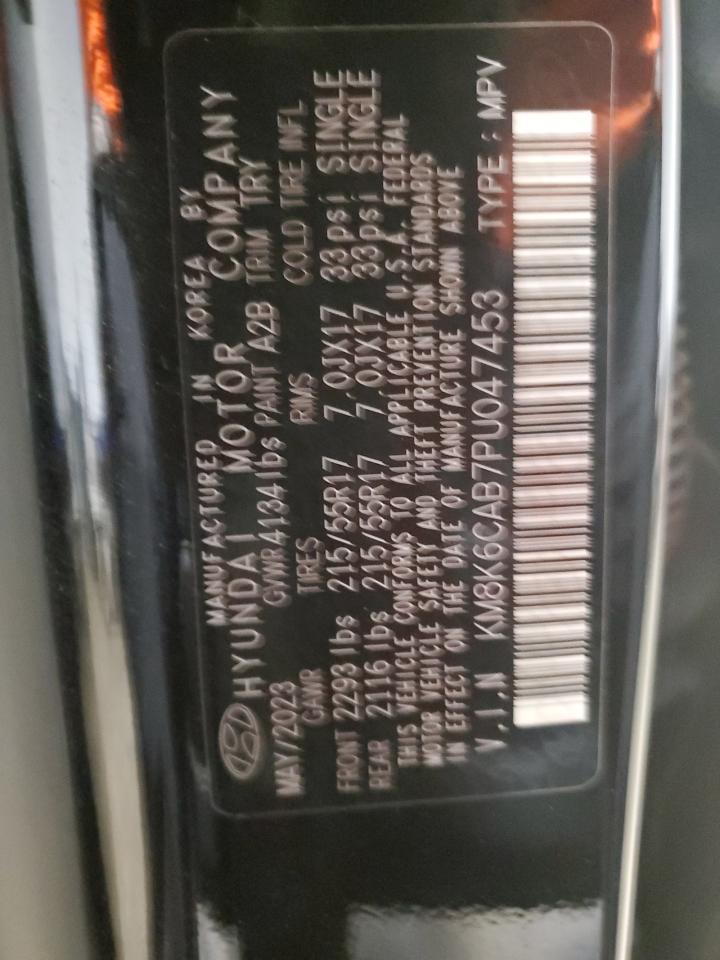 MANUFACTURED IN KOREA BY
HYUNDAI MOTOR COMPANY
MAY/2023 GVWR 4134 lbs PAINT A2B TRIM TRY
GAWR TIRES RMS COLD TIRE INFL
FRONT 2293 lbs 215/55R17 7.0JX17 33psi SINGLE
REAR 2116 lbs 215/55R17 7.0JX17 33psi SINGLE
THIS VEHICLE CONFORMS TO ALL APPLICABLE U.S.A. FEDERAL
MOTOR VEHICLE SAFETY AND THEFT PREVENTION STANDARDS
IN EFFECT ON THE DATE OF MANUFACTURE SHOWN ABOVE
V.I.N KM8K6CAB7PU047453 TYPE : MPV